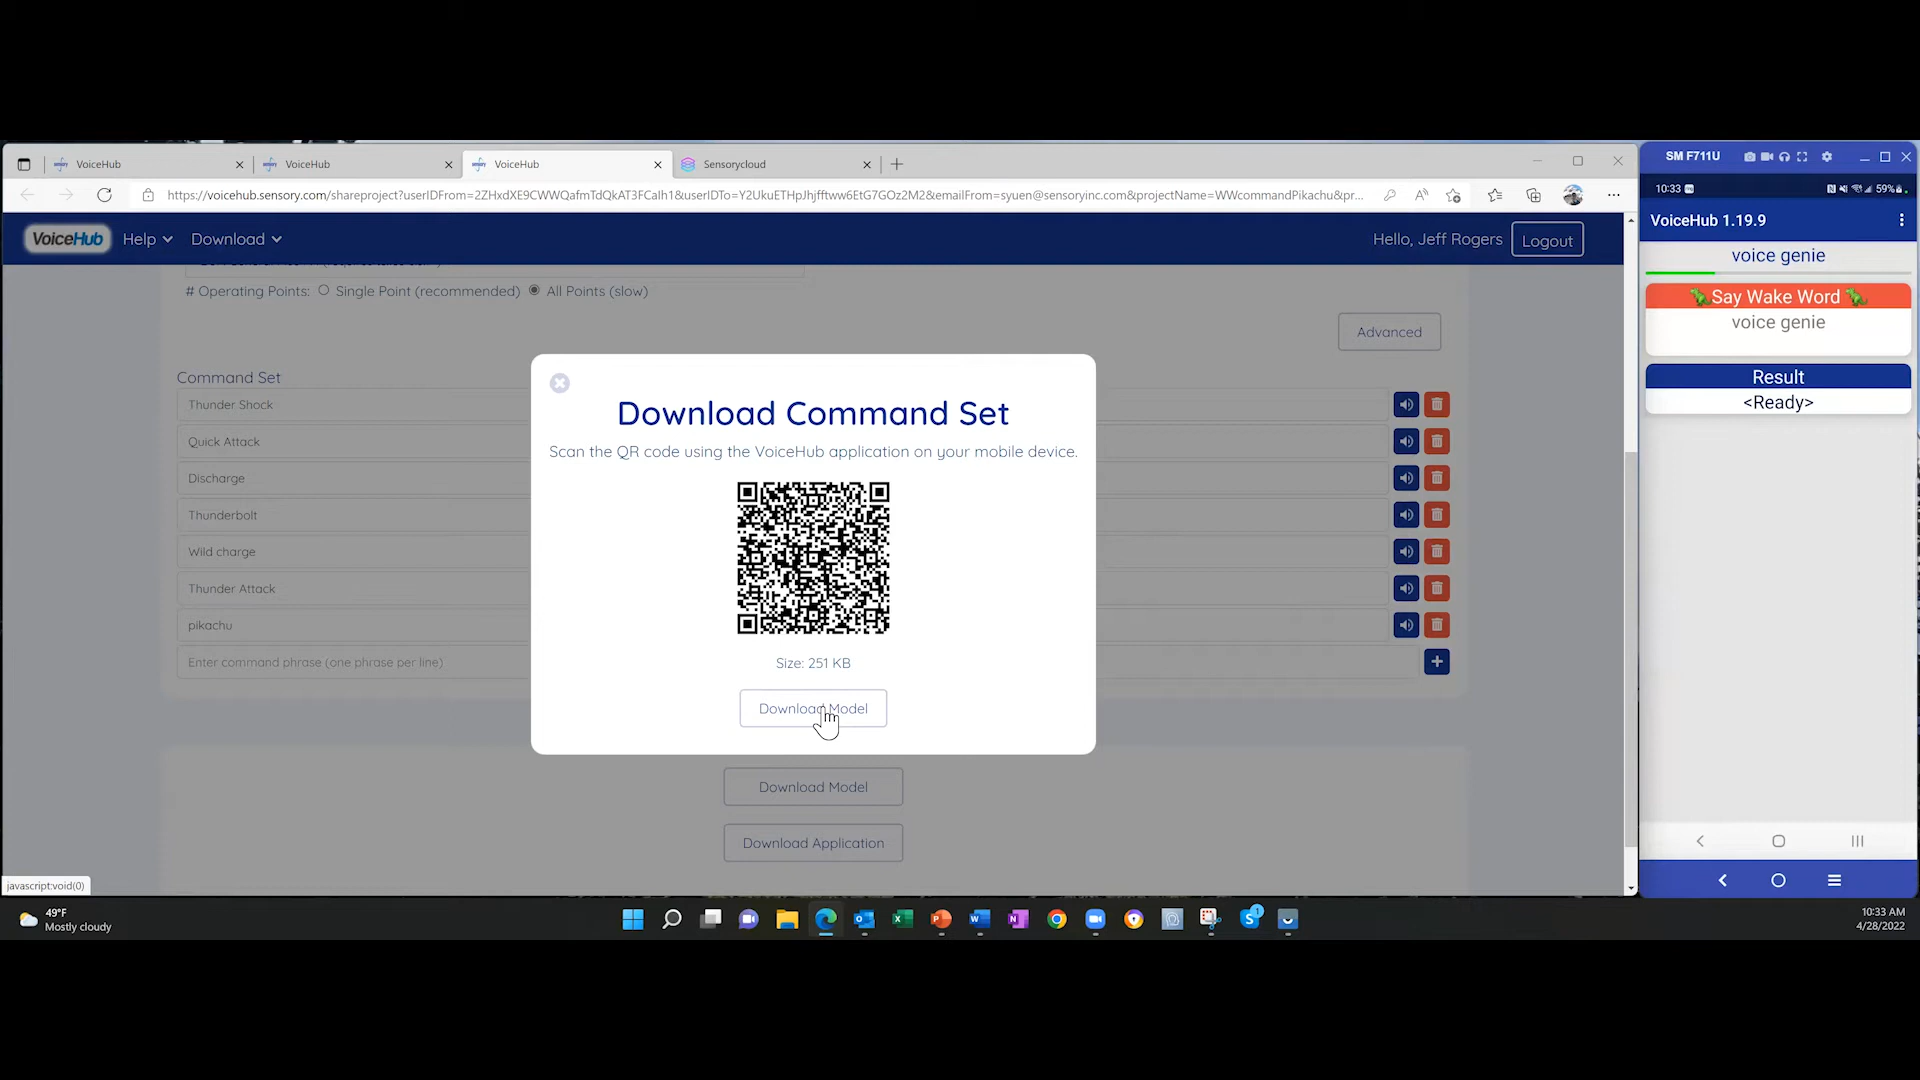 VoiceHub
VoiceHub
VoiceHub
Sensorycloud
https://voicehub.sensory.com/shareproject?userIDFrom=2ZHxdXE9CWWQafmTdQkAT3FCaIh1&userIDTo=Y2UkuETHpJhjfftww6EtG7GOz2M2&emailFrom=syuen@sensoryinc.com&projectName=WWcommandPikachu&pr...
VoiceHub
Help
Download
Hello, Jeff Rogers
Logout
# Operating Points:
Single Point (recommended)
All Points (slow)
Advanced
Command Set
Thunder Shock
Quick Attack
Discharge
Thunderbolt
Wild charge
Thunder Attack
pikachu
Enter command phrase (one phrase per line)
Download Command Set
Scan the QR code using the VoiceHub application on your mobile device.
Size: 251 KB
Download Model
Download Model
Download Application
javascript:void(0)
SM F711U
10:33
59%
VoiceHub 1.19.9
voice genie
Say Wake Word
voice genie
Result
<Ready>
49°F
Mostly cloudy
10:33 AM
4/28/2022